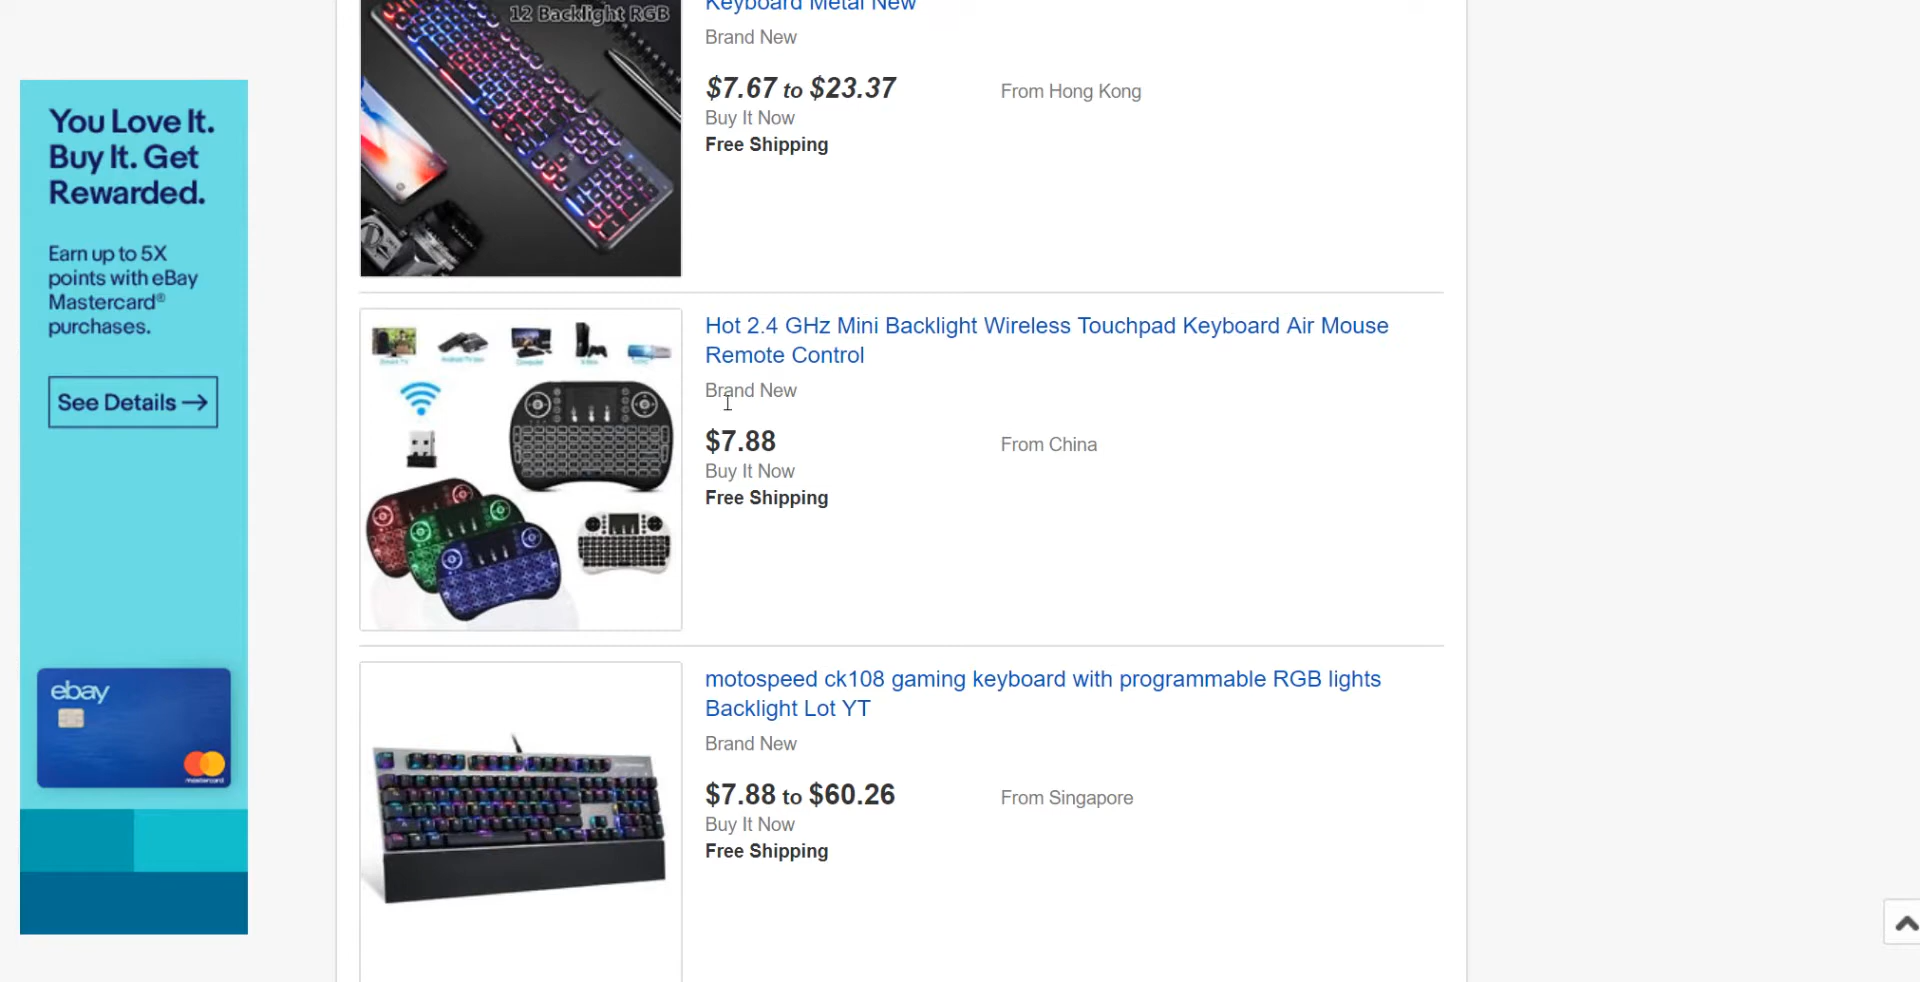 12 Backlight RGB
Keyboard Metal New
Brand New
$7.67 to $23.37
From Hong Kong
Buy It Now
Free Shipping
You Love It.
Buy It. Get
Rewarded.
Earn up to 5X
points with eBay
Mastercard®
purchases.
See Details →
ebay
mastercard
Hot 2.4 GHz Mini Backlight Wireless Touchpad Keyboard Air Mouse
Remote Control
Brand New
$7.88
From China
Buy It Now
Free Shipping
motospeed ck108 gaming keyboard with programmable RGB lights
Backlight Lot YT
Brand New
$7.88 to $60.26
From Singapore
Buy It Now
Free Shipping